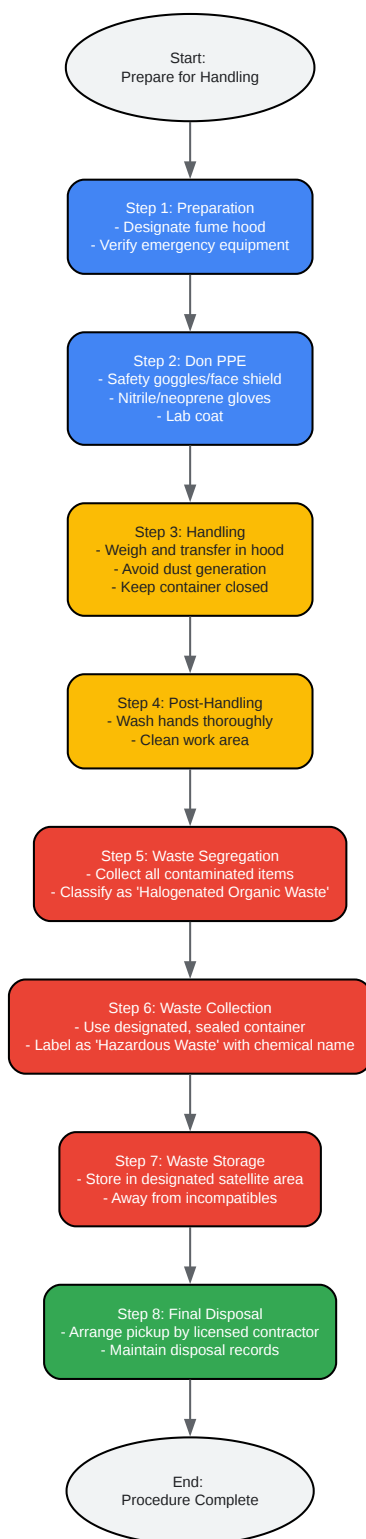 Start:
Prepare for Handling
Step 1: Preparation
- Designate fume hood
- Verify emergency equipment
Step 2: Don PPE
- Safety goggles/face shield
- Nitrile/neoprene gloves
- Lab coat
Step 3: Handling
- Weigh and transfer in hood
- Avoid dust generation
- Keep container closed
Step 4: Post-Handling
- Wash hands thoroughly
- Clean work area
Step 5: Waste Segregation
- Collect all contaminated items
- Classify as 'Halogenated Organic Waste'
Step 6: Waste Collection
- Use designated, sealed container
- Label as 'Hazardous Waste' with chemical name
Step 7: Waste Storage
- Store in designated satellite area
- Away from incompatibles
Step 8: Final Disposal
- Arrange pickup by licensed contractor
- Maintain disposal records
End:
Procedure Complete